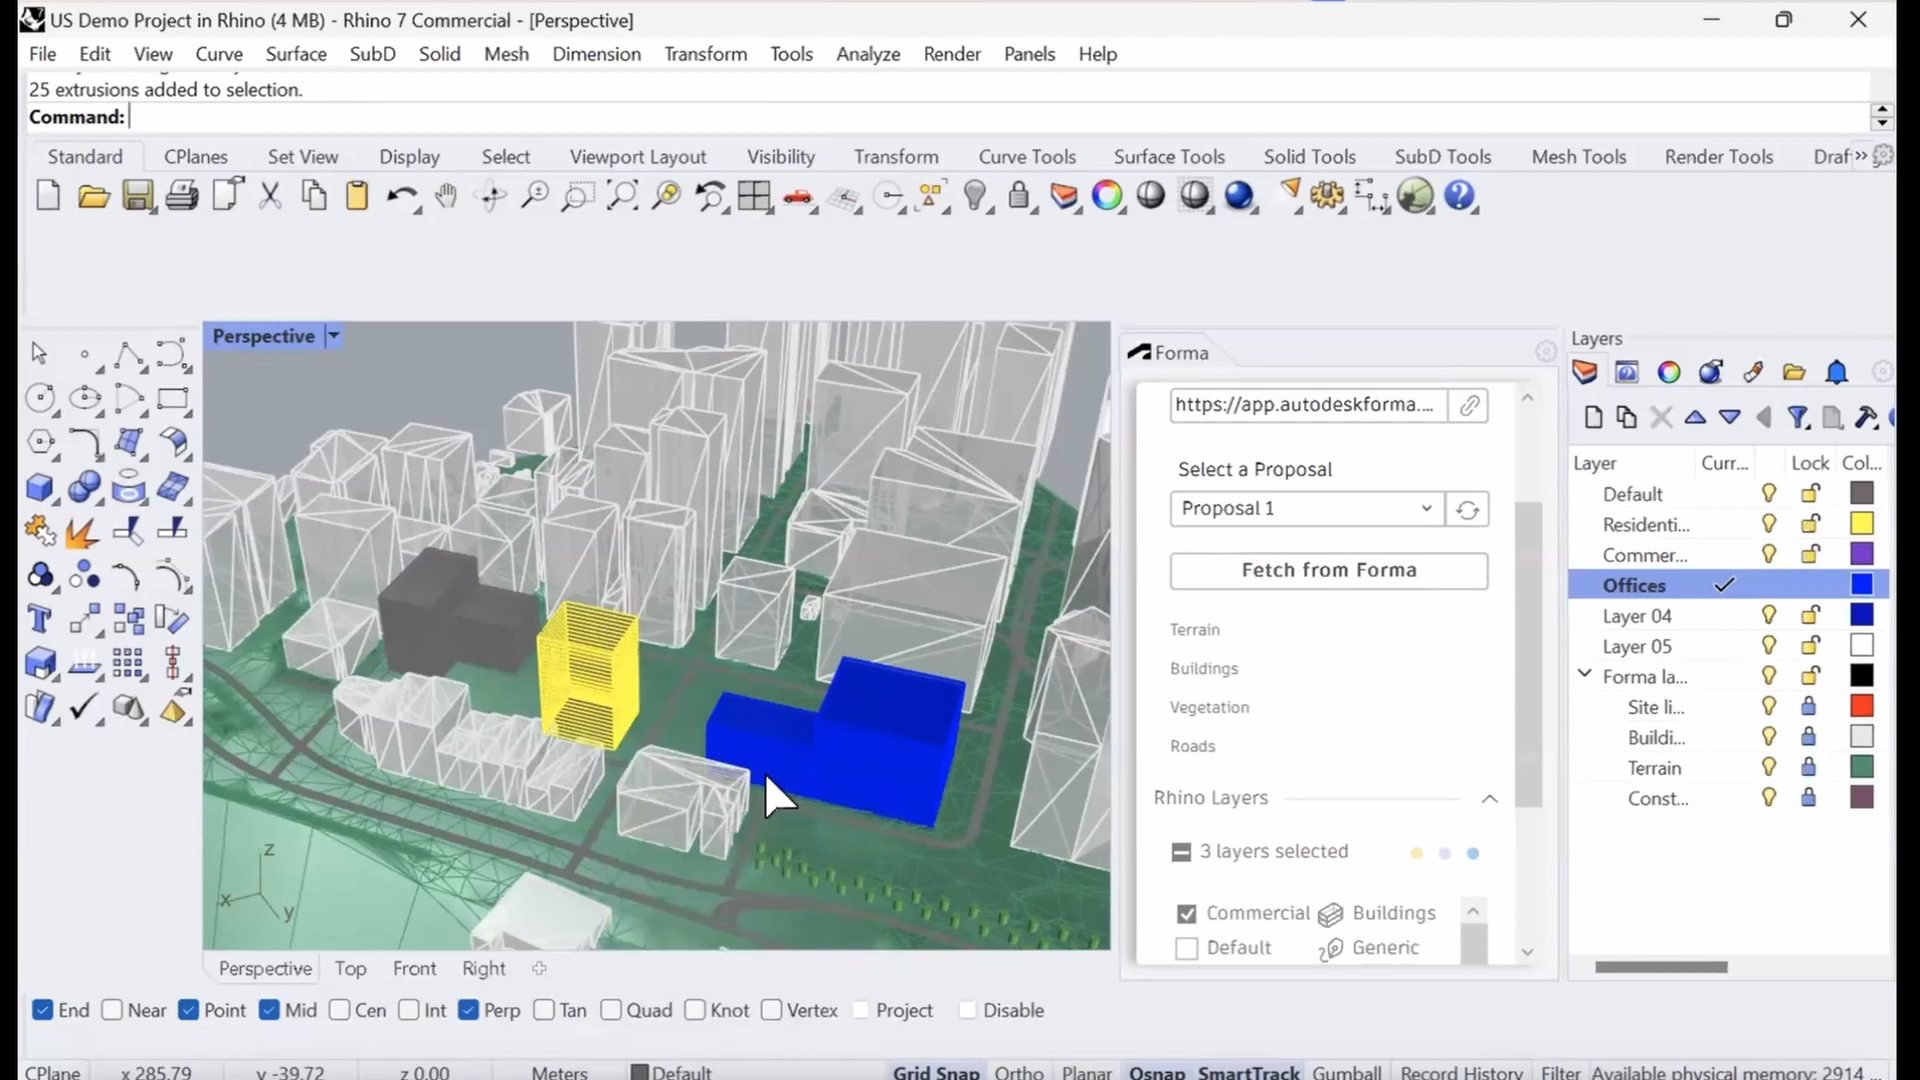 US Demo Project in Rhino (4 MB) - Rhino 7 Commercial - [Perspective]
File Edit View Curve Surface SubD Solid Mesh Dimension Transform Tools Analyze Render Panels Help
25 extrusions added to selection.
Command:
Standard CPlanes Set View Display Select Viewport Layout Visibility Transform Curve Tools Surface Tools Solid Tools SubD Tools Mesh Tools Render Tools Draf
Perspective
z
x
y
Perspective Top Front Right
Forma
https://app.autodeskforma....
Select a Proposal
Proposal 1
Fetch from Forma
Terrain
Buildings
Vegetation
Roads
Rhino Layers
3 layers selected
Commercial Buildings
Default Generic
Layers
Layer Curr... Lock Col...
Default
Residenti...
Commer...
Offices
Layer 04
Layer 05
Forma la...
Site li...
Buildi...
Terrain
Const...
End Near Point Mid Cen Int Perp Tan Quad Knot Vertex Project Disable
CPlane x 285.79 y -39.72 z 0.00 Meters Default Grid Snap Ortho Planar Osnap SmartTrack Gumball Record History Filter Available physical memory: 2914 ...